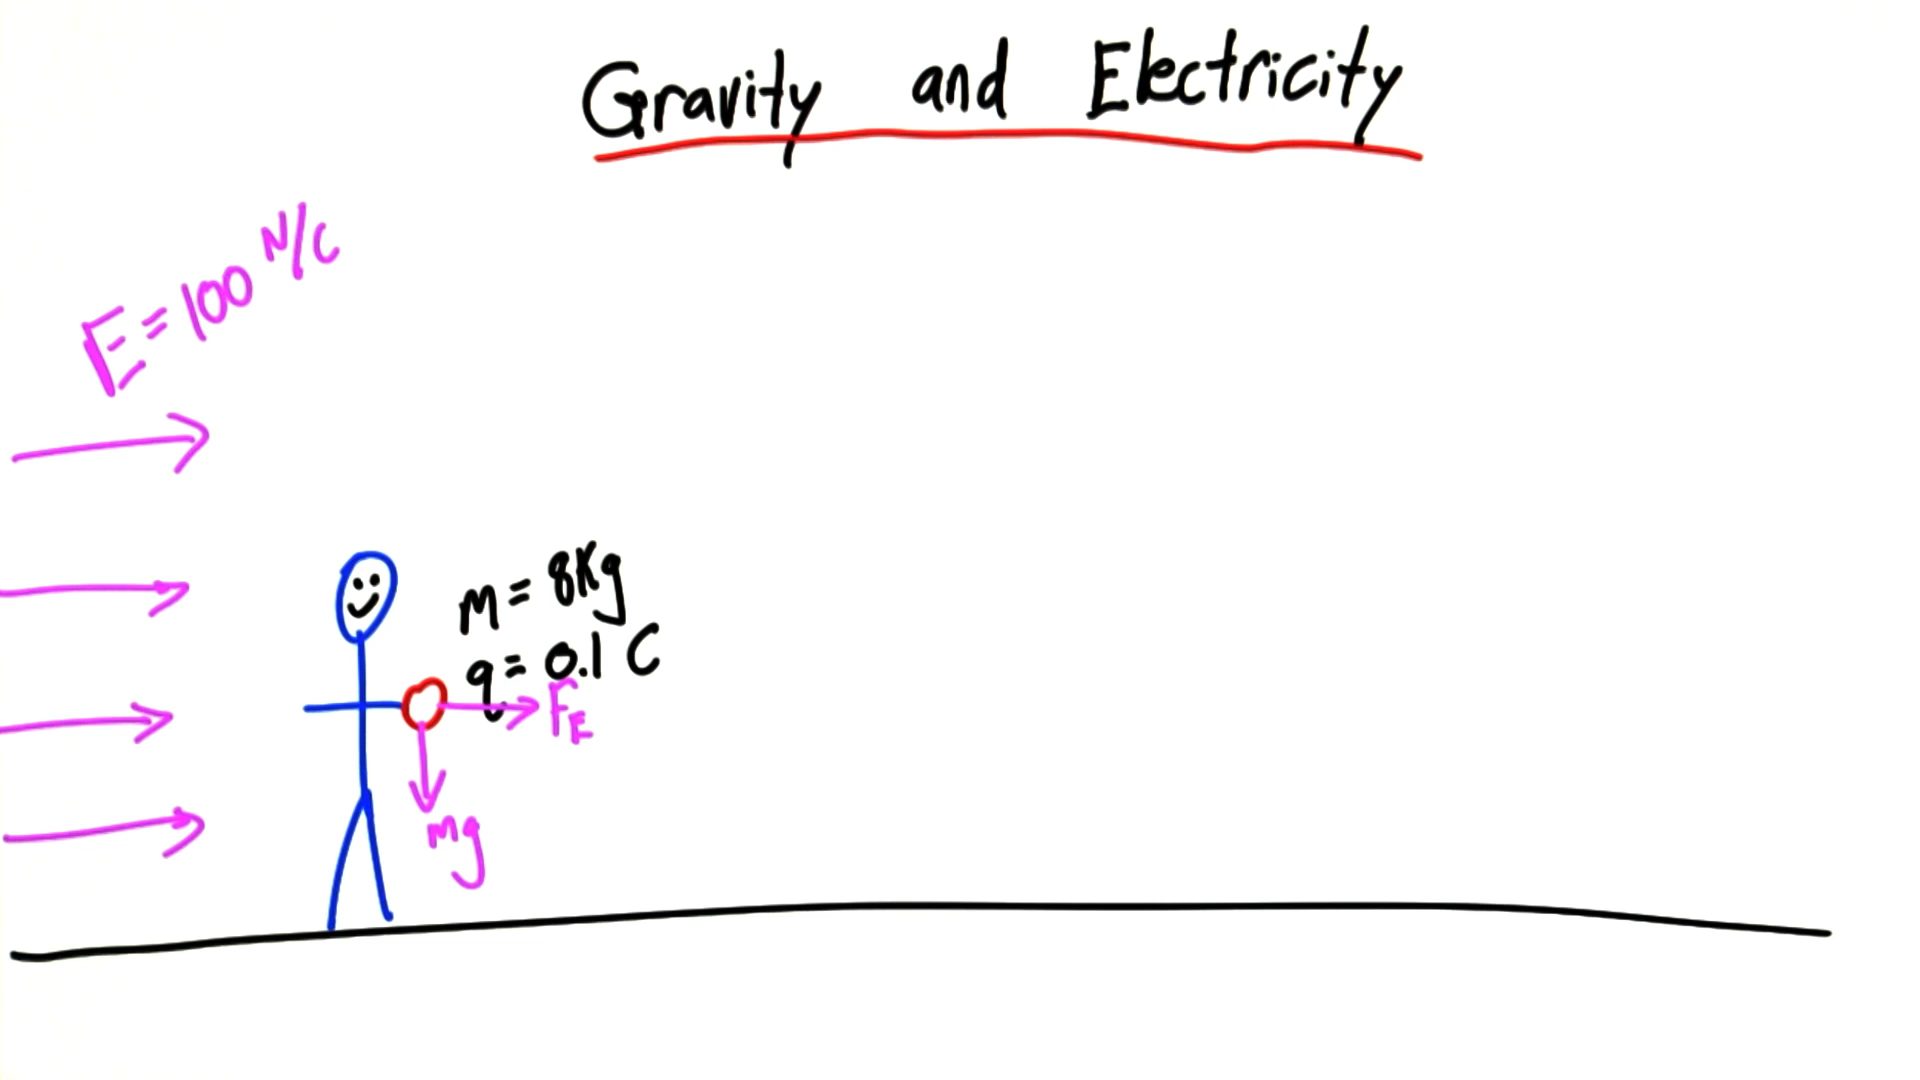 Gravity and Electricity
E = 100 N/C
m = 8Kg
q = 0.1 C
FE
mg